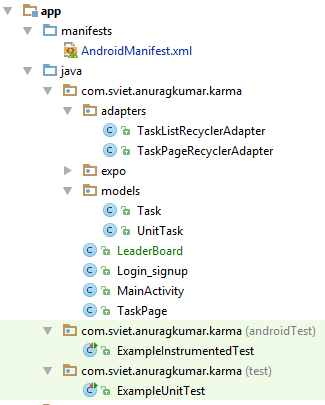 app
manifests
AndroidManifest.xml
java
com.sviet.anuragkumar.karma
adapters
TaskListRecyclerAdapter
TaskPageRecyclerAdapter
expo
models
Task
UnitTask
LeaderBoard
Login_signup
MainActivity
TaskPage
com.sviet.anuragkumar.karma (androidTest)
ExampleInstrumentedTest
com.sviet.anuragkumar.karma (test)
ExampleUnitTest